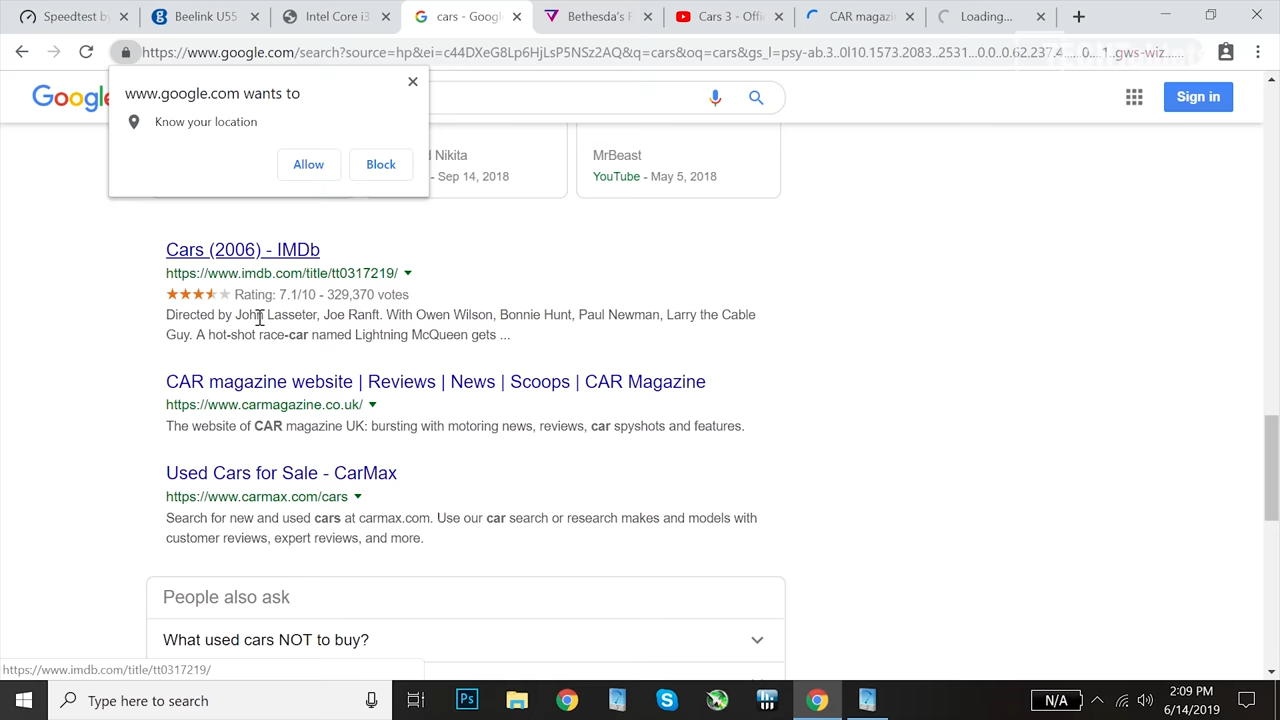 Speedtest by
Beelink U55
Intel Core i3
cars - Goog
Bethesda's F
Cars 3 - Offi
CAR magazi
Loading...
https://www.google.com/search?source=hp&ei=c44DXeG8Lp6HjLsP5NSz2AQ&q=cars&oq=cars&gs_l=psy-ab.3..0l10.1573.2083..2531...0.0..0.62.237.4......0....1..gws-wiz......
www.google.com wants to
Know your location
Allow
Block
Google
Sign in
d Nikita
- Sep 14, 2018
MrBeast
YouTube - May 5, 2018
Cars (2006) - IMDb
https://www.imdb.com/title/tt0317219/
Rating: 7.1/10 - 329,370 votes
Directed by John Lasseter, Joe Ranft. With Owen Wilson, Bonnie Hunt, Paul Newman, Larry the Cable
Guy. A hot-shot race-car named Lightning McQueen gets ...
CAR magazine website | Reviews | News | Scoops | CAR Magazine
https://www.carmagazine.co.uk/
The website of CAR magazine UK: bursting with motoring news, reviews, car spyshots and features.
Used Cars for Sale - CarMax
https://www.carmax.com/cars
Search for new and used cars at carmax.com. Use our car search or research makes and models with
customer reviews, expert reviews, and more.
People also ask
What used cars NOT to buy?
https://www.imdb.com/title/tt0317219/
Type here to search
Ps
N/A
2:09 PM
6/14/2019